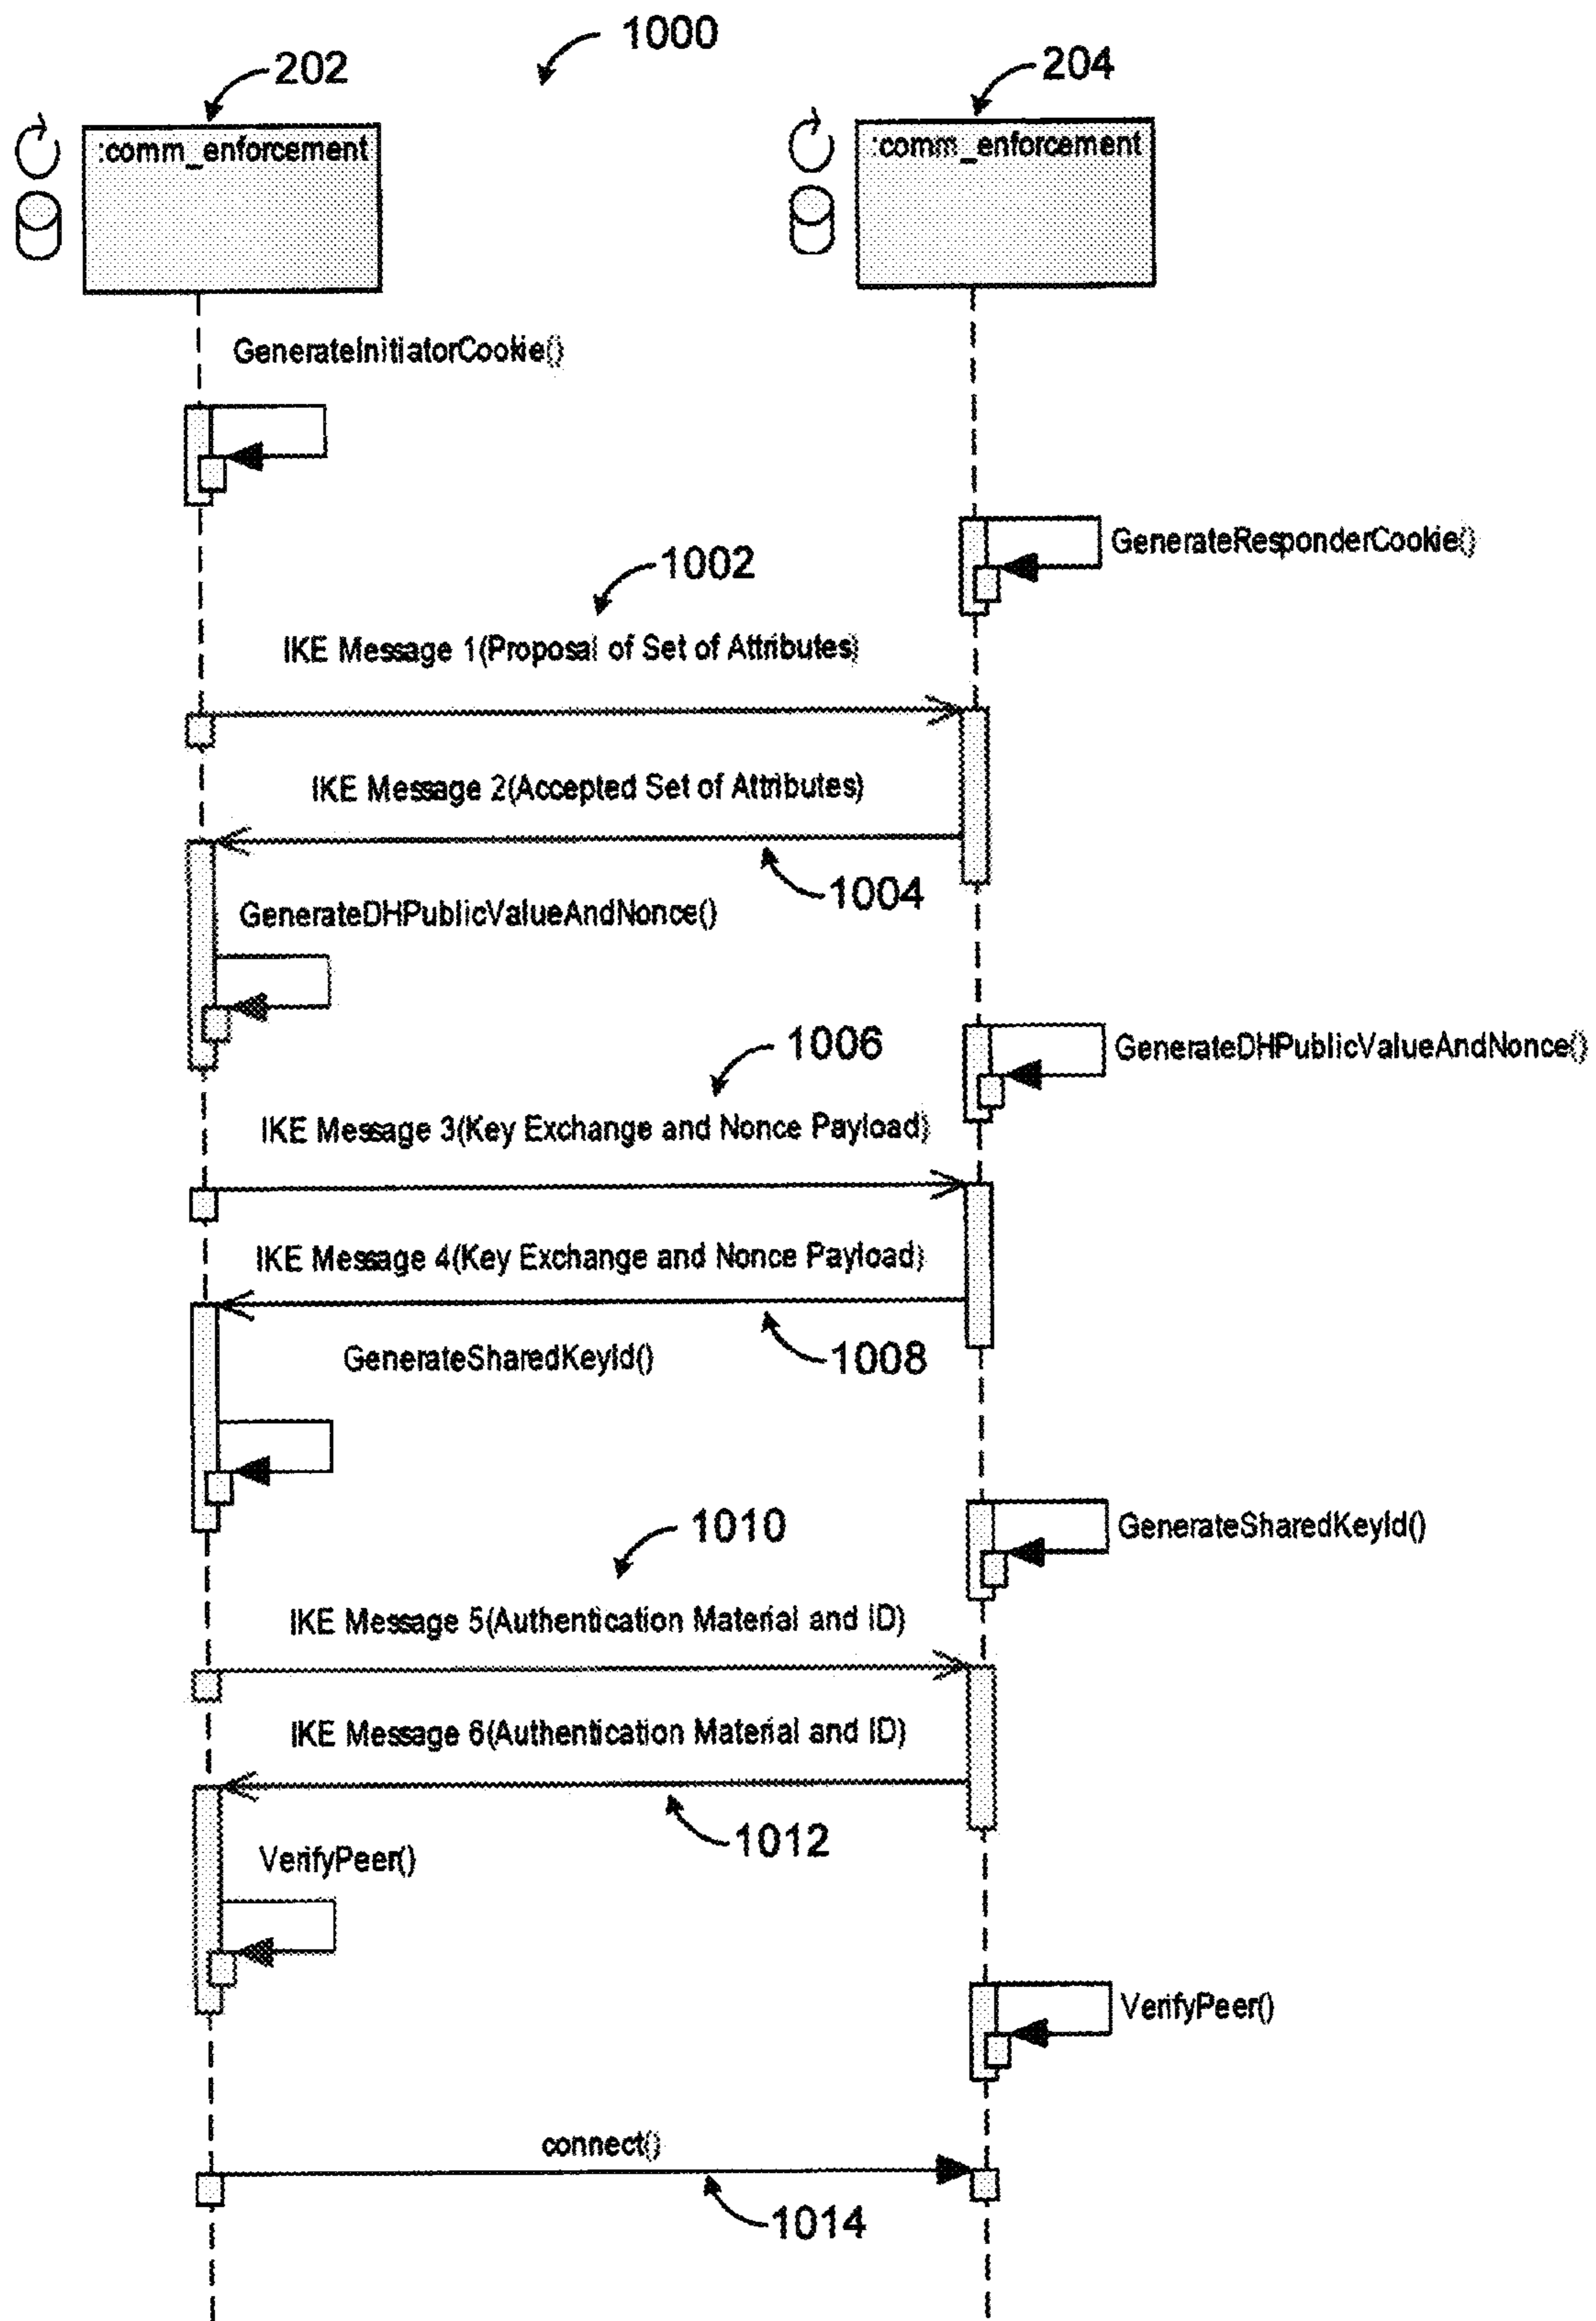 1000
202
204
:comm_enforcement
:comm_enforcement
GenerateInitiatorCookie()
GenerateResponderCookie()
1002
IKE Message 1(Proposal of Set of Attributes)
IKE Message 2(Accepted Set of Attributes)
1004
GenerateDHPublicValueAndNonce()
1006
GenerateDHPublicValueAndNonce()
IKE Message 3(Key Exchange and Nonce Payload)
IKE Message 4(Key Exchange and Nonce Payload)
1008
GenerateSharedKeyId()
1010
GenerateSharedKeyId()
IKE Message 5(Authentication Material and ID)
IKE Message 6(Authentication Material and ID)
1012
VerifyPeer()
VerifyPeer()
connect()
1014